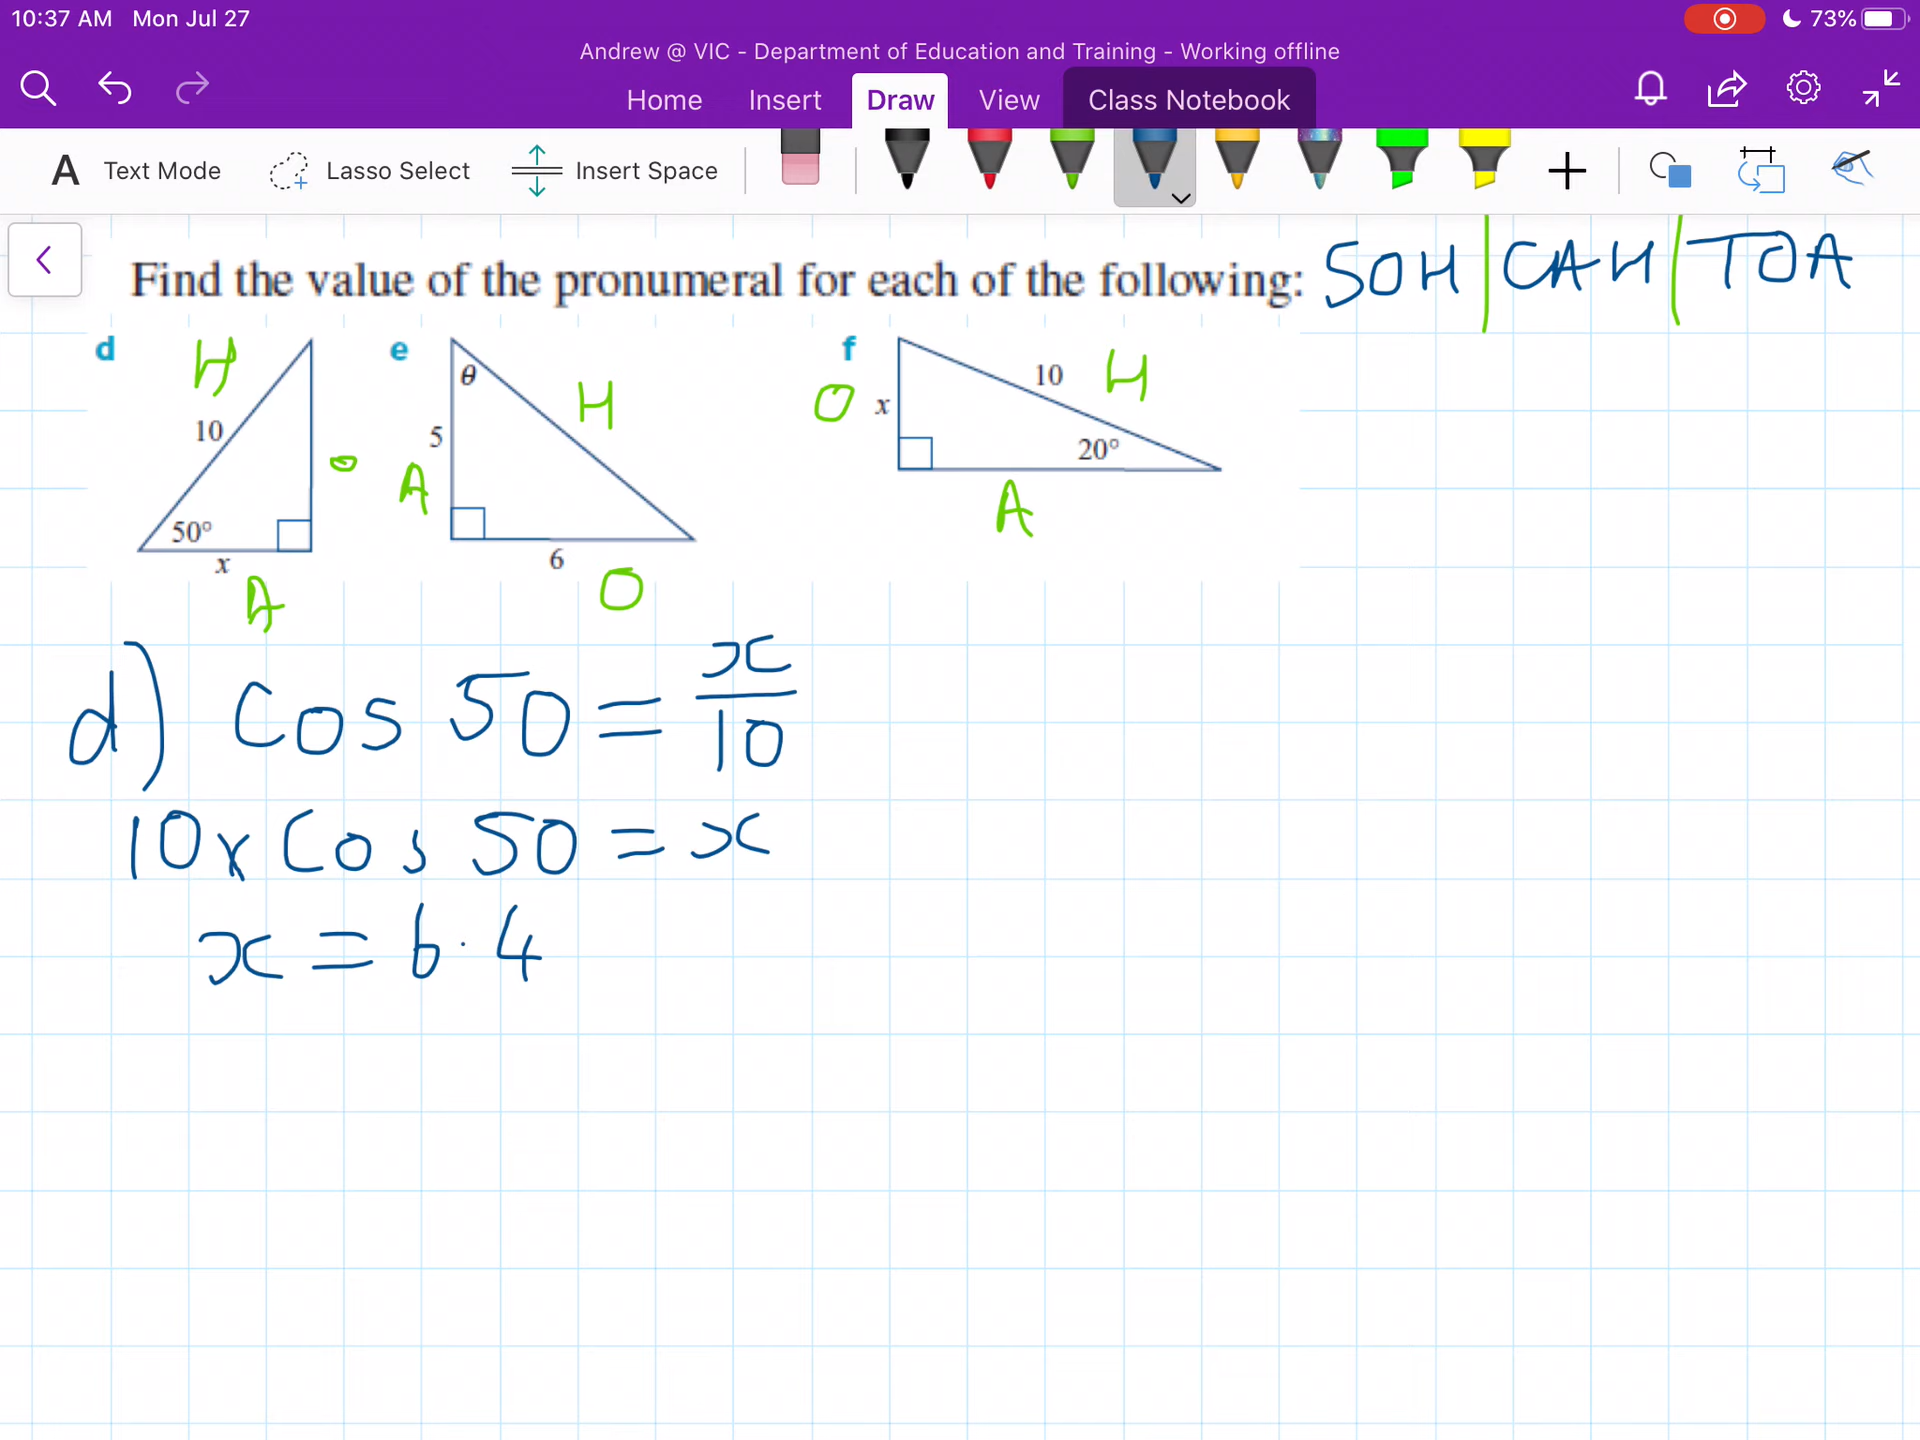 10:37 AM Mon Jul 27
73%
Andrew @ VIC - Department of Education and Training - Working offline
Home Insert Draw View Class Notebook
A Text Mode Lasso Select Insert Space
Find the value of the pronumeral for each of the following: SOH | CAH | TOA
d H 10 50° x O A
e θ 5 6 H A O
f 10 x 20° O H A
d) Cos 50 = x/10
10 x Cos 50 = x
x = 6.4